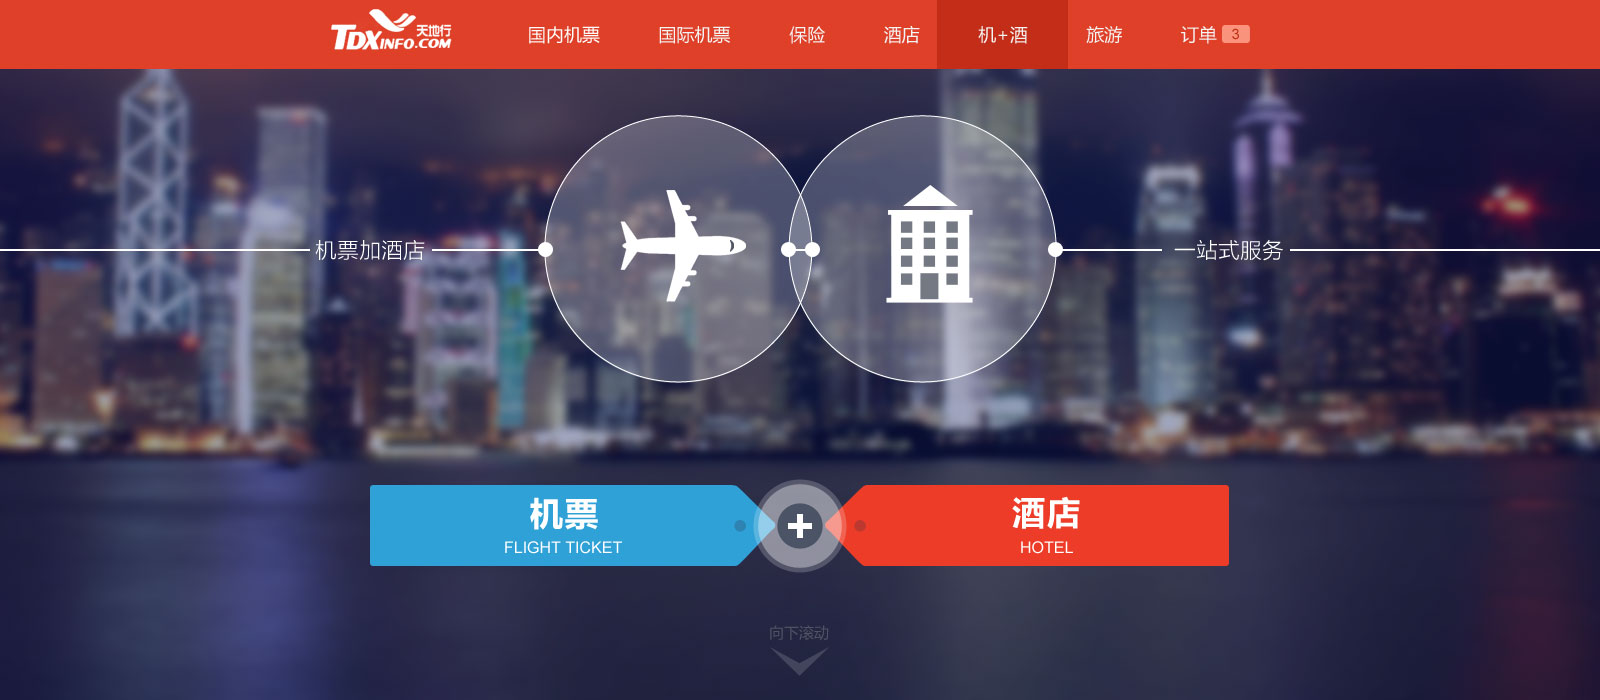 TDXINFO.COM 天地行
国内机票 国际机票 保险 酒店 机+酒 旅游 订单 3
机票加酒店 一站式服务
机票 酒店
FLIGHT TICKET HOTEL
向下滚动